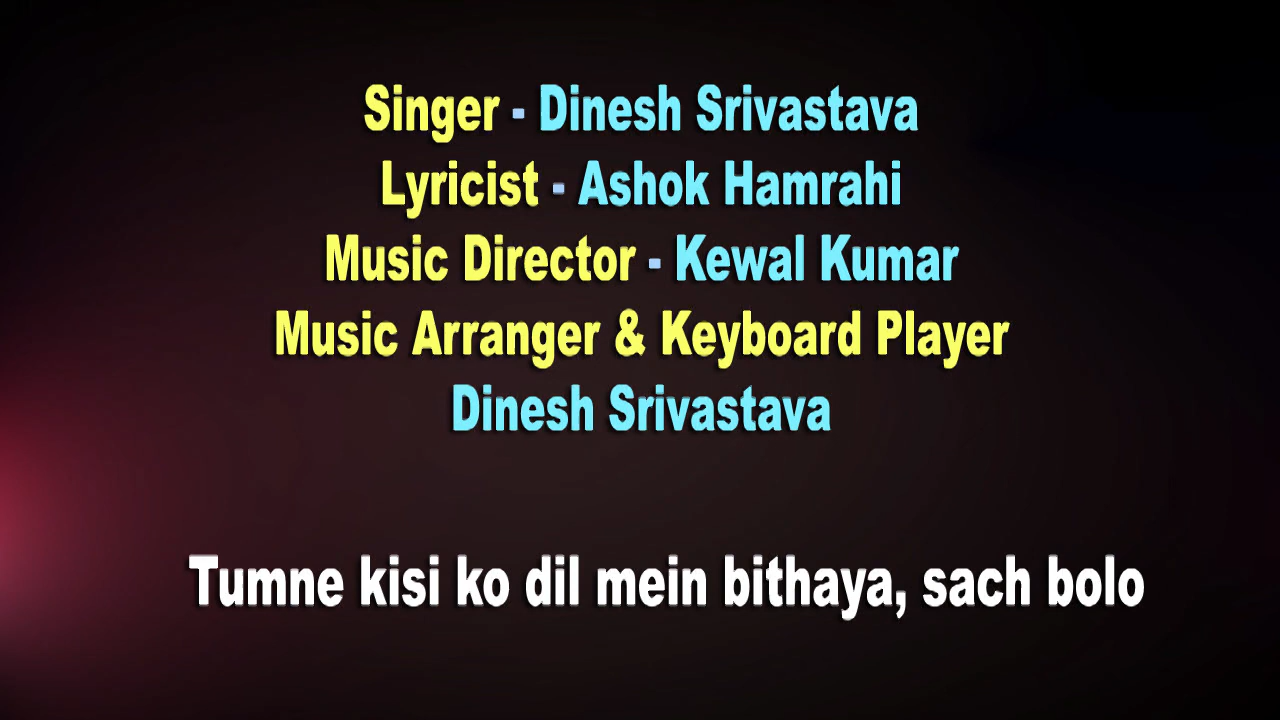 Singer - Dinesh Srivastava
Lyricist - Ashok Hamrahi
Music Director - Kewal Kumar
Music Arranger & Keyboard Player
Dinesh Srivastava
Tumne kisi ko dil mein bithaya, sach bolo